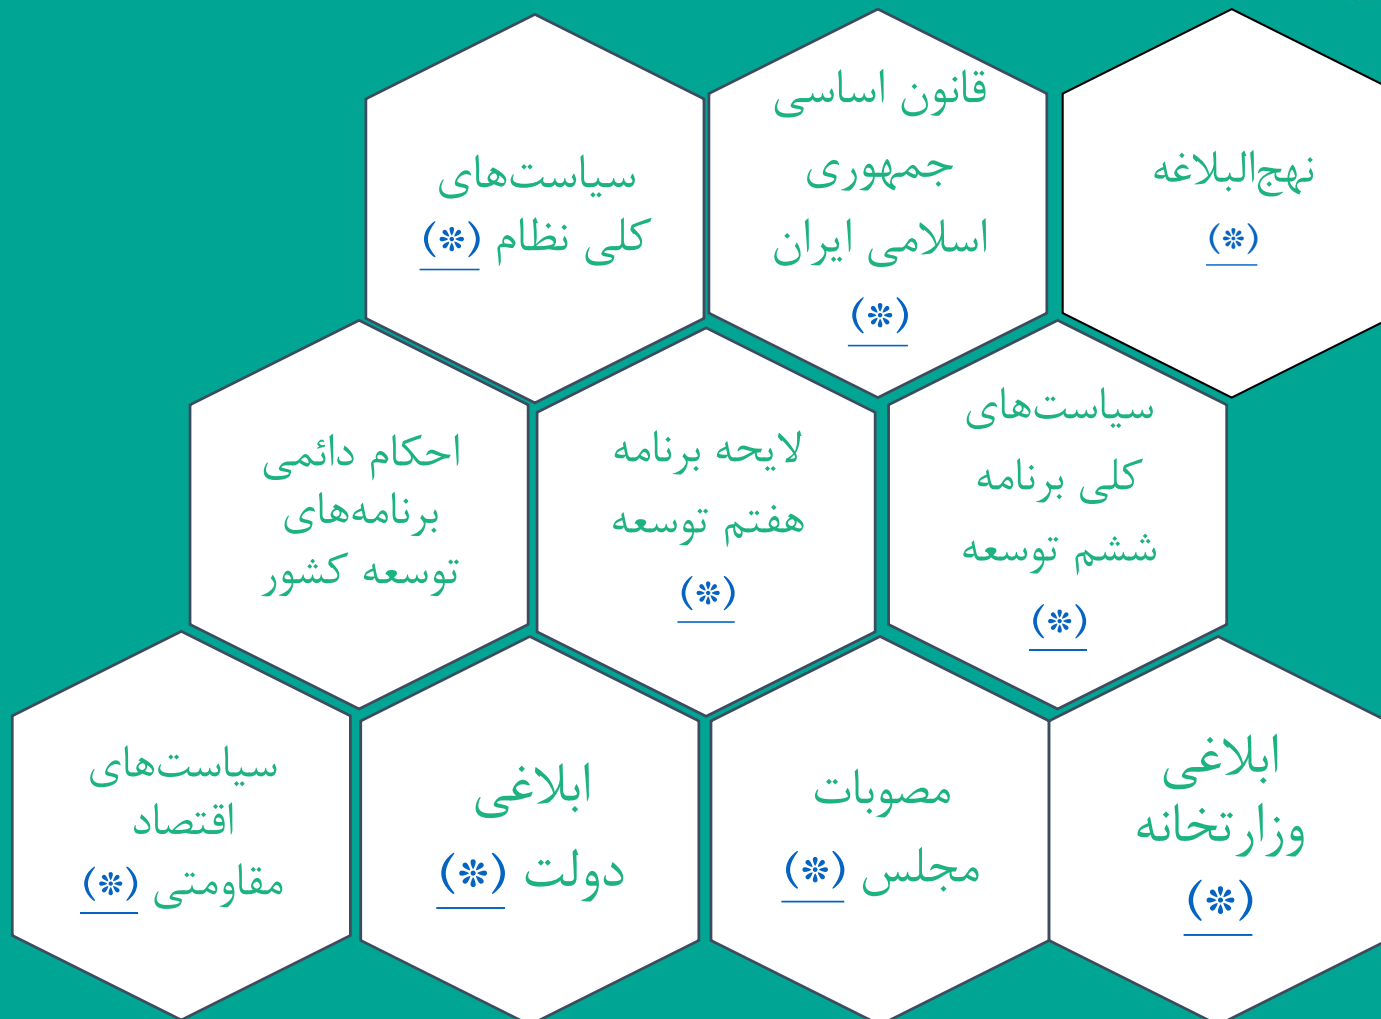 نهج‌البلاغه
(❊)
قانون اساسی
جمهوری
اسلامی ایران
(❊)
سیاست‌های
کلی نظام (❊)
سیاست‌های
کلی برنامه
ششم توسعه
(❊)
لایحه برنامه
هفتم توسعه
(❊)
احکام دائمی
برنامه‌های
توسعه کشور
ابلاغی
وزارتخانه
(❊)
مصوبات
مجلس (❊)
ابلاغی
دولت (❊)
سیاست‌های
اقتصاد
مقاومتی (❊)